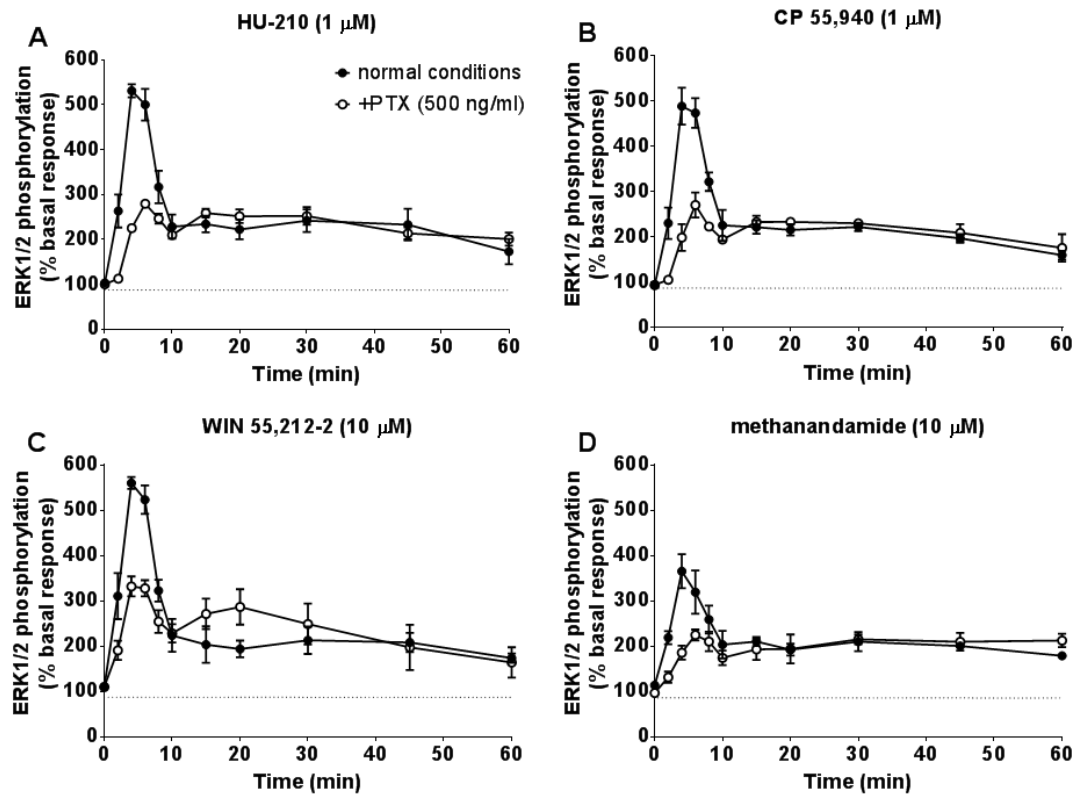 A
HU-210 (1 μM)
ERK1/2 phosphorylation
(% basal response)
600
500
400
300
200
100
0
normal conditions
+PTX (500 ng/ml)
0 10 20 30 40 50 60
Time (min)
B
CP 55,940 (1 μM)
ERK1/2 phosphorylation
(% basal response)
600
500
400
300
200
100
0
0 10 20 30 40 50 60
Time (min)
C
WIN 55,212-2 (10 μM)
ERK1/2 phosphorylation
(% basal response)
600
500
400
300
200
100
0
0 10 20 30 40 50 60
Time (min)
D
methanandamide (10 μM)
ERK1/2 phosphorylation
(% basal response)
600
500
400
300
200
100
0
0 10 20 30 40 50 60
Time (min)